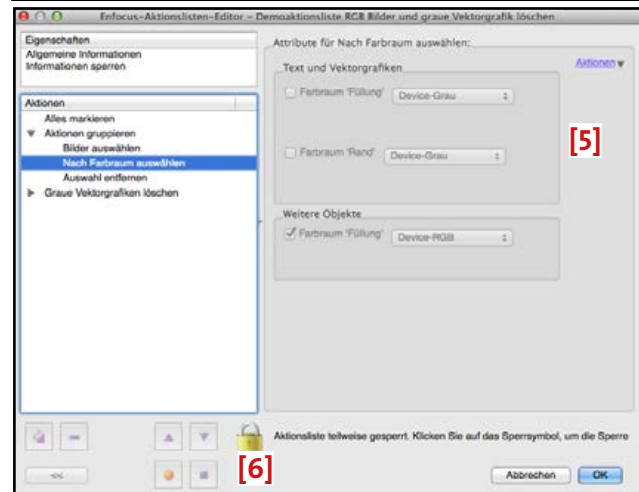 Enfocus-Aktionslisten-Editor – Demoaktionsliste RGB Bilder und graue Vektorgrafik löschen
Eigenschaften
Allgemeine Informationen
Informationen sperren
Aktionen
Alles markieren
Aktionen gruppieren
Bilder auswählen
Nach Farbraum auswählen
Auswahl entfernen
Graue Vektorgrafiken löschen
Attribute für Nach Farbraum auswählen:
Aktionen
Text und Vektorgrafiken
Farbraum 'Füllung' Device-Grau
[5]
Farbraum 'Rand' Device-Grau
Weitere Objekte
Farbraum 'Füllung' Device-RGB
Aktionsliste teilweise gesperrt. Klicken Sie auf das Sperrsymbol, um die Sperre
[6]
<<
Abbrechen
OK